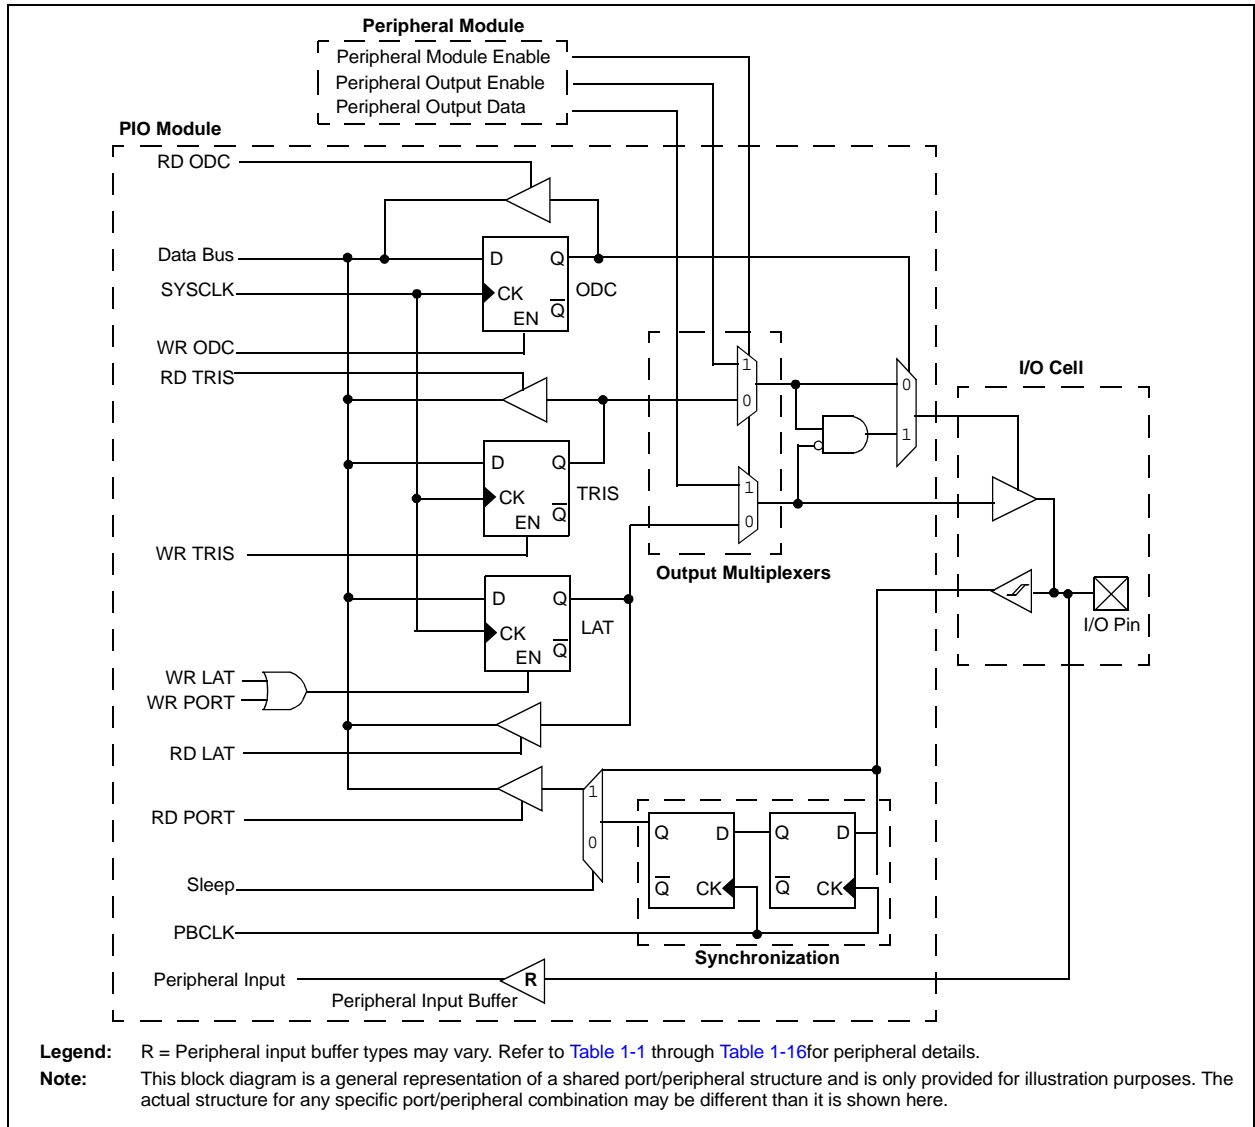 Peripheral Module
Peripheral Module Enable
Peripheral Output Enable
Peripheral Output Data
PIO Module
RD ODC
Data Bus
D
Q
SYSCLK
CK
ODC
EN
Q
WR ODC
RD TRIS
1
0
0
1
I/O Cell
D
Q
CK
TRIS
EN
Q
WR TRIS
1
0
Output Multiplexers
D
Q
CK
LAT
EN
Q
I/O Pin
WR LAT
WR PORT
RD LAT
RD PORT
1
0
Q
D
Q
D
Q
CK
Q
CK
Sleep
PBCLK
Synchronization
Peripheral Input
R
Peripheral Input Buffer
Legend: R = Peripheral input buffer types may vary. Refer to Table 1-1 through Table 1-16for peripheral details.
Note: This block diagram is a general representation of a shared port/peripheral structure and is only provided for illustration purposes. The
actual structure for any specific port/peripheral combination may be different than it is shown here.